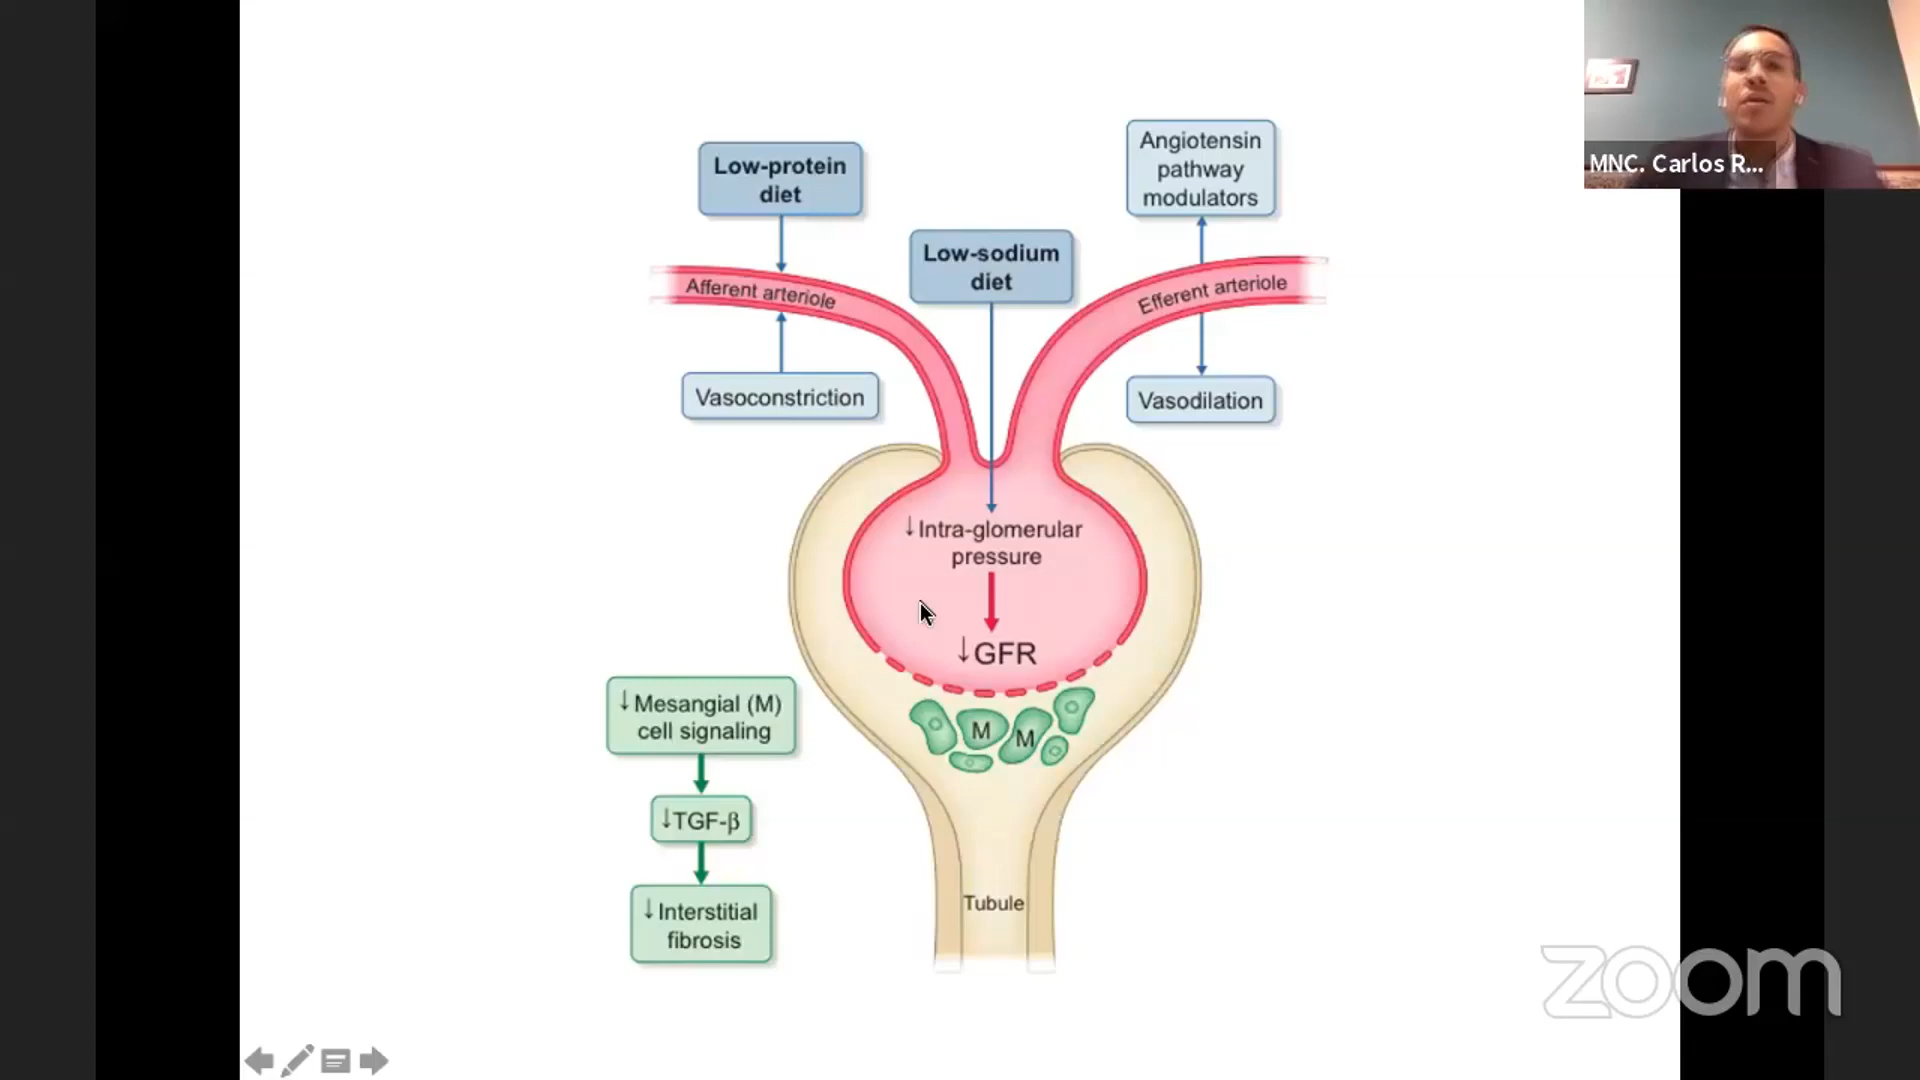 MNC. Carlos R...
Low-protein
diet
Angiotensin
pathway
modulators
Low-sodium
diet
Afferent arteriole
Efferent arteriole
Vasoconstriction
Vasodilation
↓Intra-glomerular
pressure
↓GFR
↓Mesangial (M)
cell signaling
M
M
↓TGF-β
↓Interstitial
fibrosis
Tubule
zoom